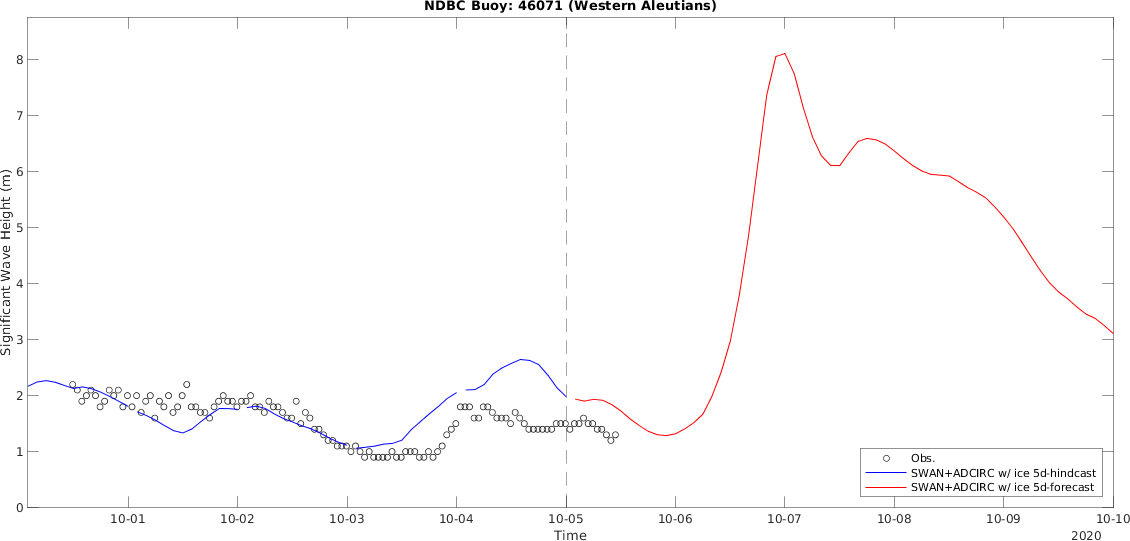 NDBC Buoy: 46071 (Western Aleutians)
Significant Wave Height (m)
8
7
6
5
4
3
2
1
0
10-01 10-02 10-03 10-04 10-05 10-06 10-07 10-08 10-09 10-10
Time
2020
Obs.
SWAN+ADCIRC w/ ice 5d-hindcast
SWAN+ADCIRC w/ ice 5d-forecast